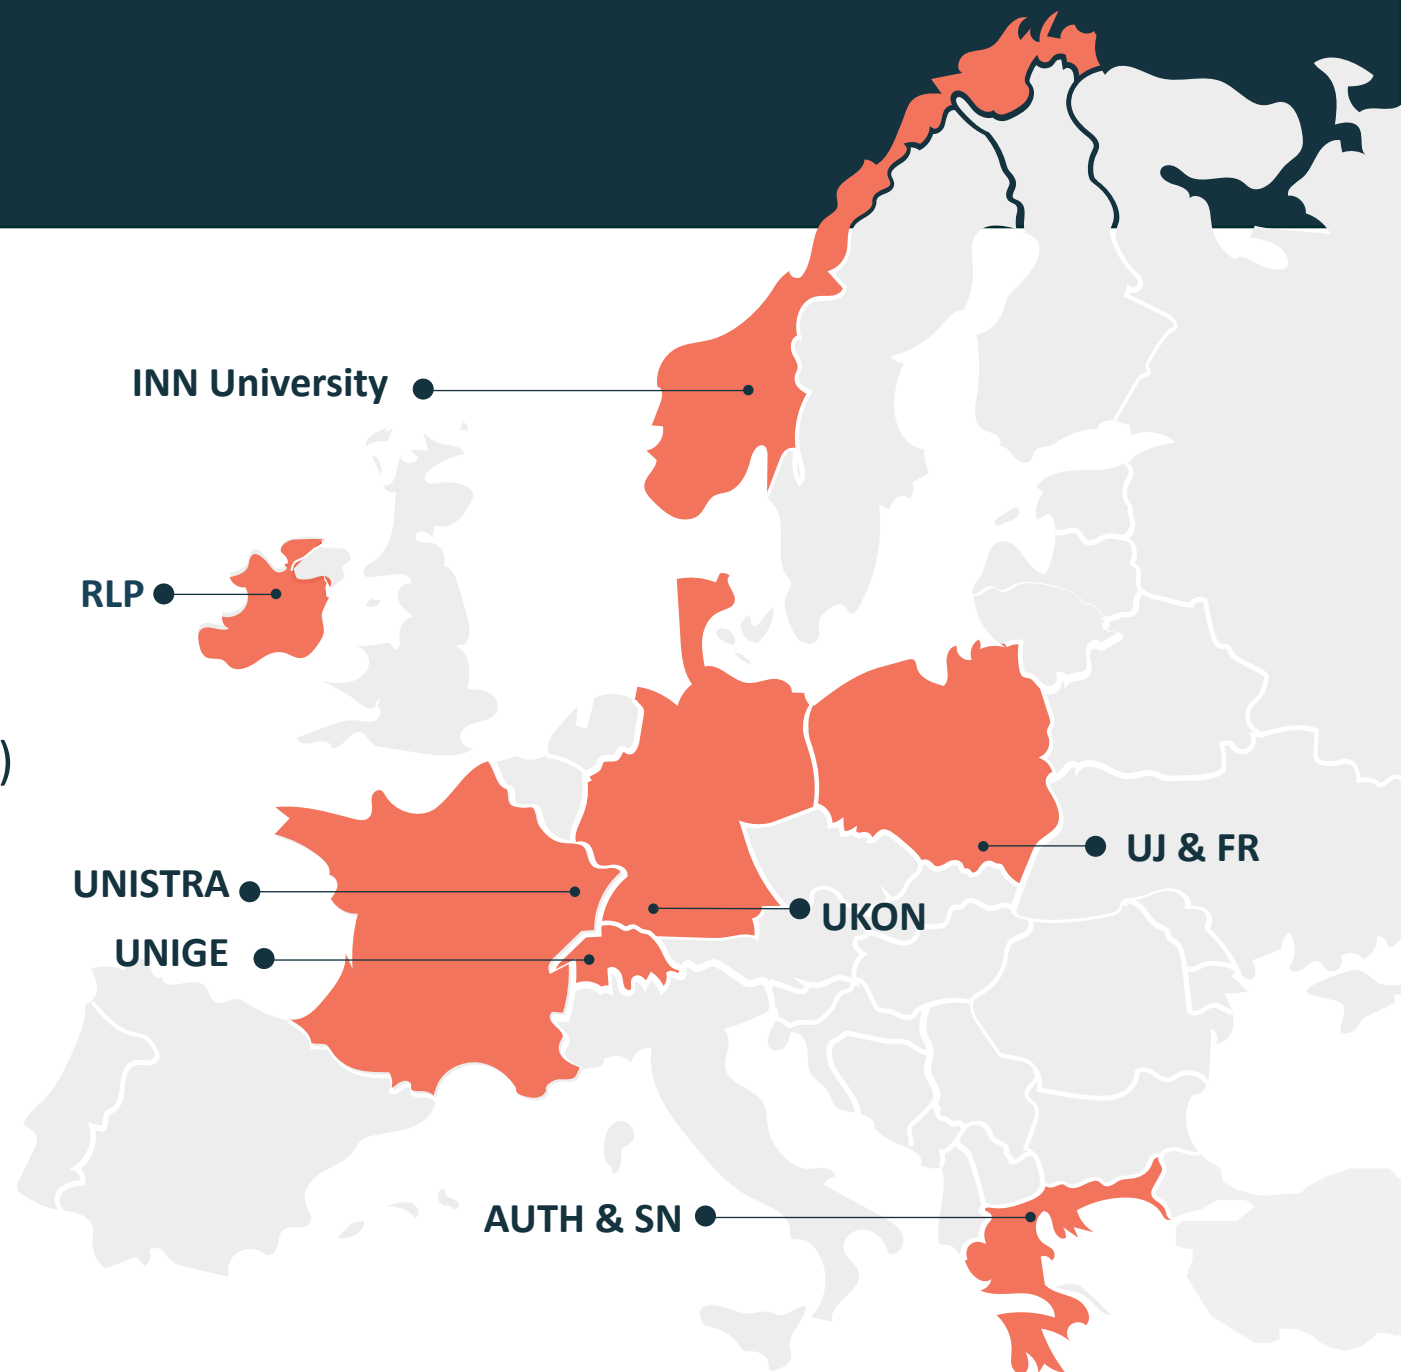 INN University
RLP
)
UJ & FR
UNISTRA
UKON
UNIGE
AUTH & SN